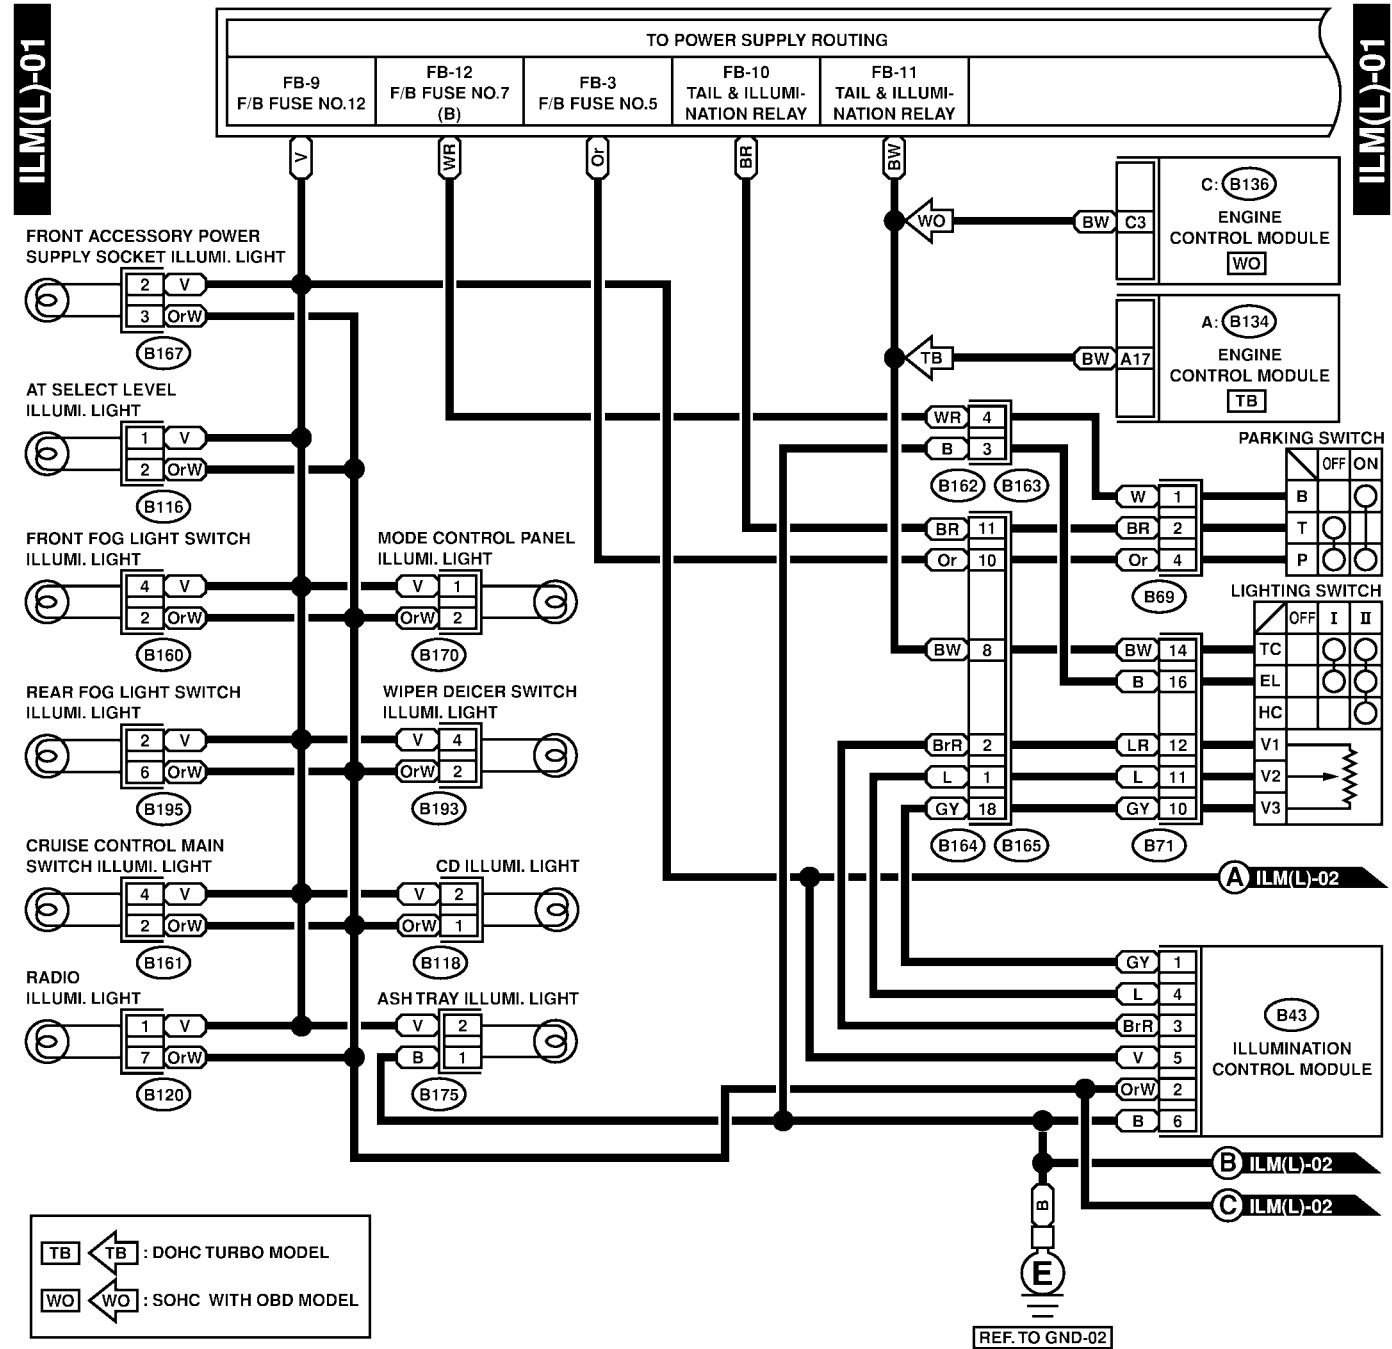 ILM(L)-01
ILM(L)-01
TO POWER SUPPLY ROUTING
FB-9
F/B FUSE NO.12
FB-12
F/B FUSE NO.7
(B)
FB-3
F/B FUSE NO.5
FB-10
TAIL & ILLUMI-
NATION RELAY
FB-11
TAIL & ILLUMI-
NATION RELAY
V
WR
Or
BR
BW
WO
BW
C3
C: B136
ENGINE
CONTROL MODULE
WO
TB
BW
A17
A: B134
ENGINE
CONTROL MODULE
TB
FRONT ACCESSORY POWER
SUPPLY SOCKET ILLUMI. LIGHT
2 V
3 OrW
B167
AT SELECT LEVEL
ILLUMI. LIGHT
1 V
2 OrW
B116
FRONT FOG LIGHT SWITCH
ILLUMI. LIGHT
4 V
2 OrW
B160
MODE CONTROL PANEL
ILLUMI. LIGHT
V 1
OrW 2
B170
REAR FOG LIGHT SWITCH
ILLUMI. LIGHT
2 V
6 OrW
B195
WIPER DEICER SWITCH
ILLUMI. LIGHT
V 4
OrW 2
B193
CRUISE CONTROL MAIN
SWITCH ILLUMI. LIGHT
4 V
2 OrW
B161
CD ILLUMI. LIGHT
V 2
OrW 1
B118
RADIO
ILLUMI. LIGHT
1 V
7 OrW
B120
ASH TRAY ILLUMI. LIGHT
V 2
B 1
B175
WR 4
B 3
B162 B163
BR 11
Or 10
BW 8
BrR 2
L 1
GY 18
B164 B165
W 1
BR 2
Or 4
B69
PARKING SWITCH
OFF ON
B
T
P
BW 14
B 16
LR 12
L 11
GY 10
B71
LIGHTING SWITCH
OFF I II
TC
EL
HC
V1
V2
V3
A ILM(L)-02
GY 1
L 4
BrR 3
V 5
OrW 2
B 6
B43
ILLUMINATION
CONTROL MODULE
B ILM(L)-02
C ILM(L)-02
B
E
REF. TO GND-02
TB TB : DOHC TURBO MODEL
WO WO : SOHC WITH OBD MODEL